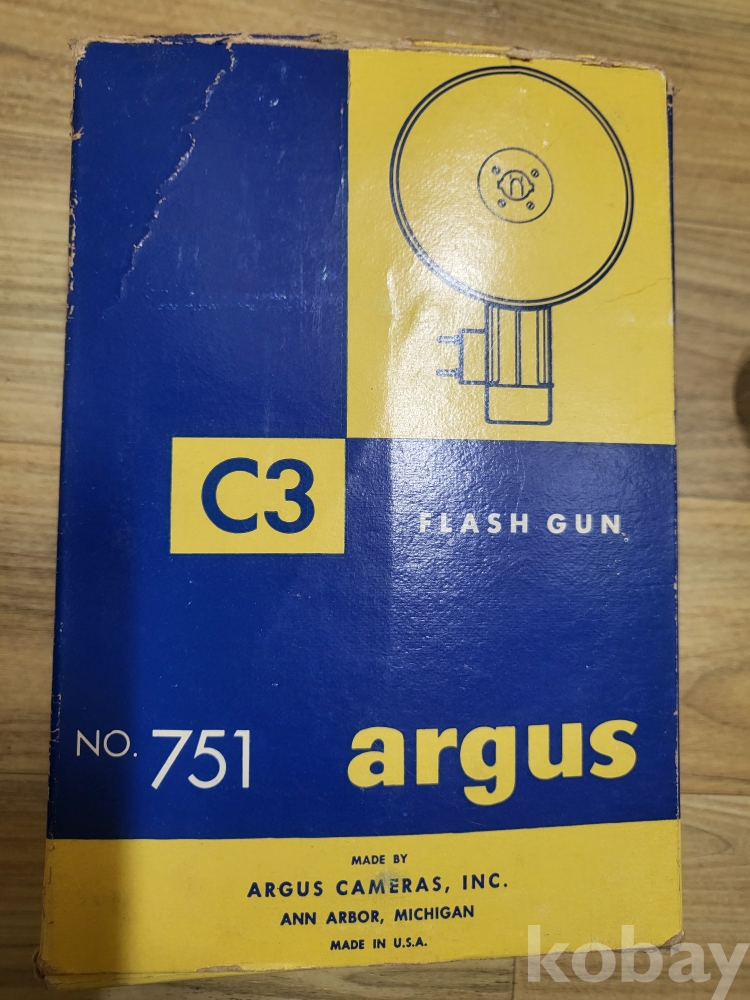 C3
FLASH GUN
NO. 751
argus
MADE BY
ARGUS CAMERAS, INC.
ANN ARBOR, MICHIGAN
MADE IN U.S.A.
kobay